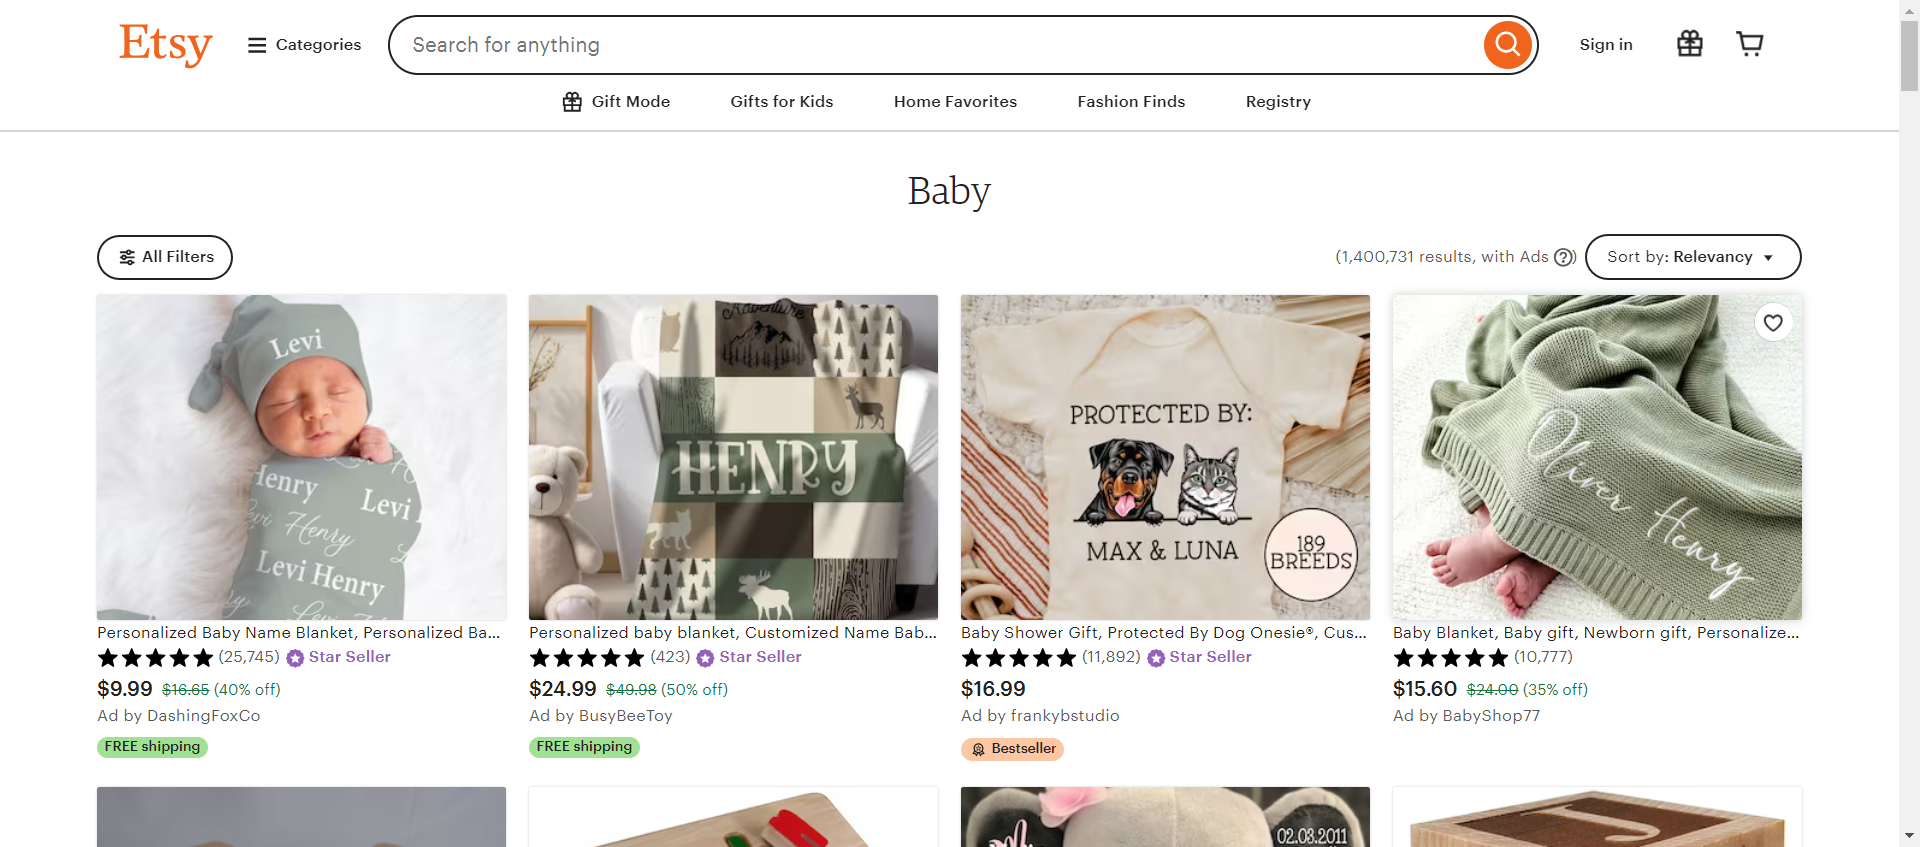 Etsy
Categories
Search for anything
Sign in
Gift Mode
Gifts for Kids
Home Favorites
Fashion Finds
Registry
Baby
All Filters
(1,400,731 results, with Ads ?)
Sort by: Relevancy
Levi
Henry
Levi
Levi Henry
Levi Henry
Adventure
HENRY
PROTECTED BY:
MAX & LUNA
189
BREEDS
Oliver Henry
Personalized Baby Name Blanket, Personalized Ba...
(25,745) Star Seller
$9.99 $16.65 (40% off)
Ad by DashingFoxCo
FREE shipping
Personalized baby blanket, Customized Name Bab...
(423) Star Seller
$24.99 $49.98 (50% off)
Ad by BusyBeeToy
FREE shipping
Baby Shower Gift, Protected By Dog Onesie®, Cus...
(11,892) Star Seller
$16.99
Ad by frankybstudio
Bestseller
Baby Blanket, Baby gift, Newborn gift, Personalize...
(10,777)
$15.60 $24.00 (35% off)
Ad by BabyShop77
02.03.2011
J